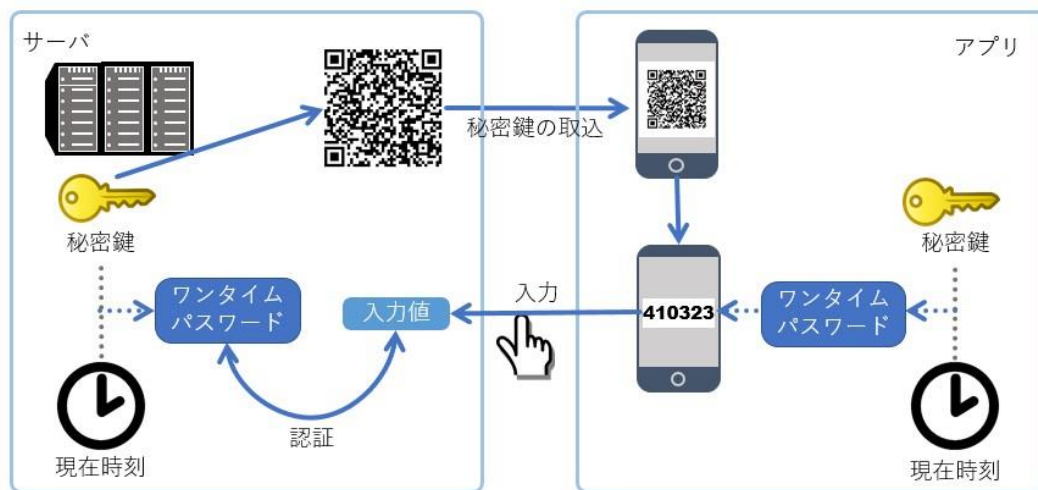 サーバ
アプリ
秘密鍵の取込
秘密鍵
秘密鍵
ワンタイム
パスワード
入力値
入力
410323
ワンタイム
パスワード
認証
現在時刻
現在時刻